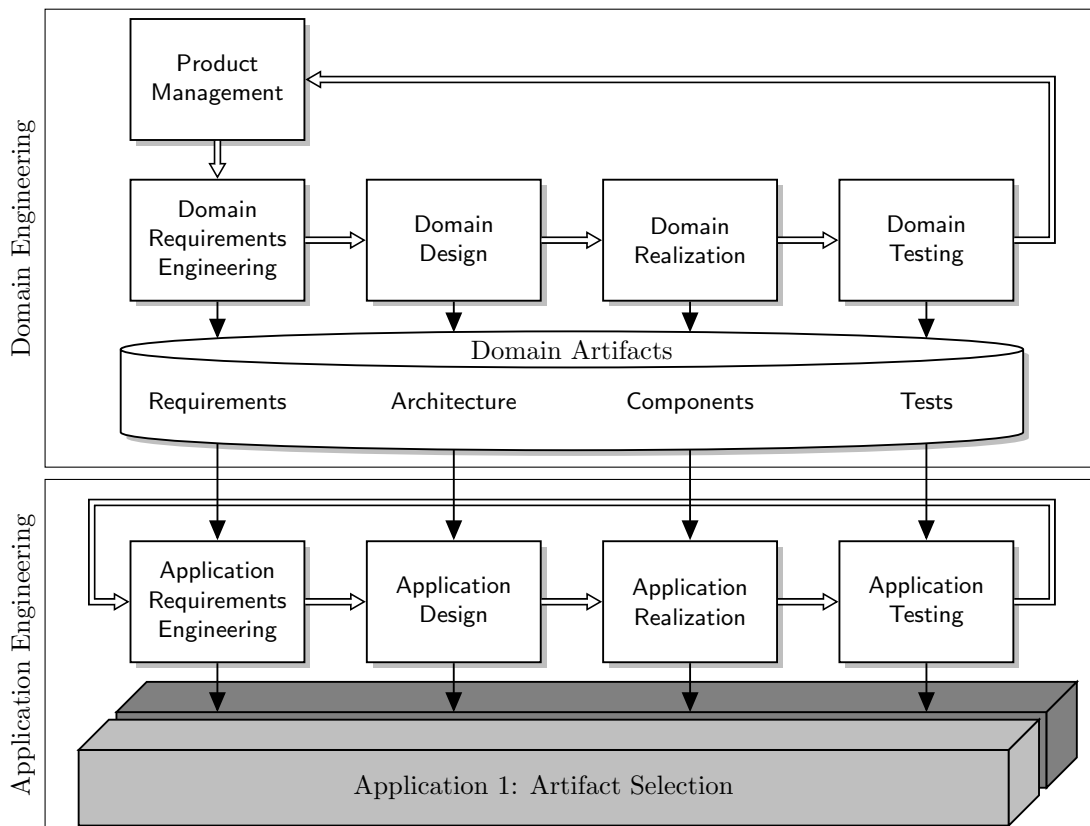 Domain Engineering
Product
Management
Domain
Requirements
Engineering
Domain
Design
Domain
Realization
Domain
Testing
Domain Artifacts
Requirements
Architecture
Components
Tests
Application Engineering
Application
Requirements
Engineering
Application
Design
Application
Realization
Application
Testing
Application 1: Artifact Selection